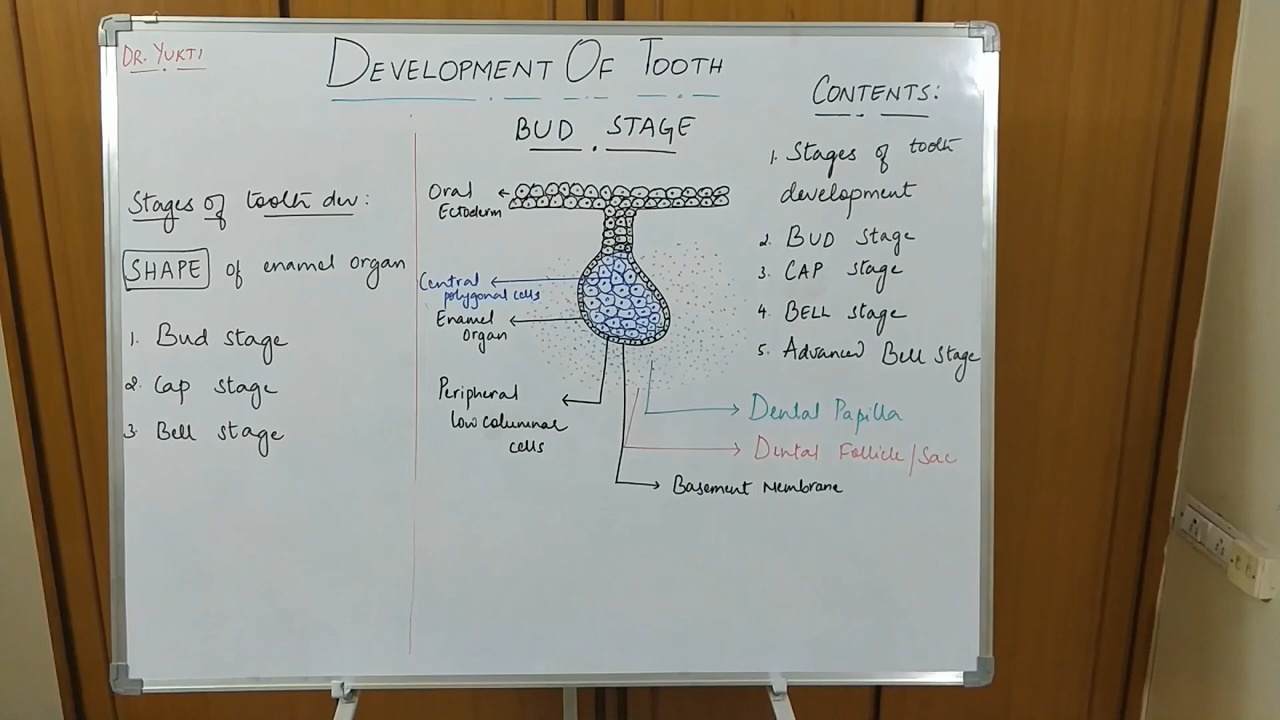 DR. YUKTI
DEVELOPMENT OF TOOTH
BUD STAGE
Stages of tooth dev:
SHAPE of enamel organ
1. Bud stage
2. Cap stage
3. Bell stage
Oral
Ectoderm
Central
polygonal cells
Enamel
Organ
Peripheral
low columnar
cells
Dental Papilla
Dental Follicle/Sac
Basement Membrane
CONTENTS:
1. Stages of tooth
development
2. BUD stage
3. CAP stage
4. BELL stage
5. Advanced Bell stage